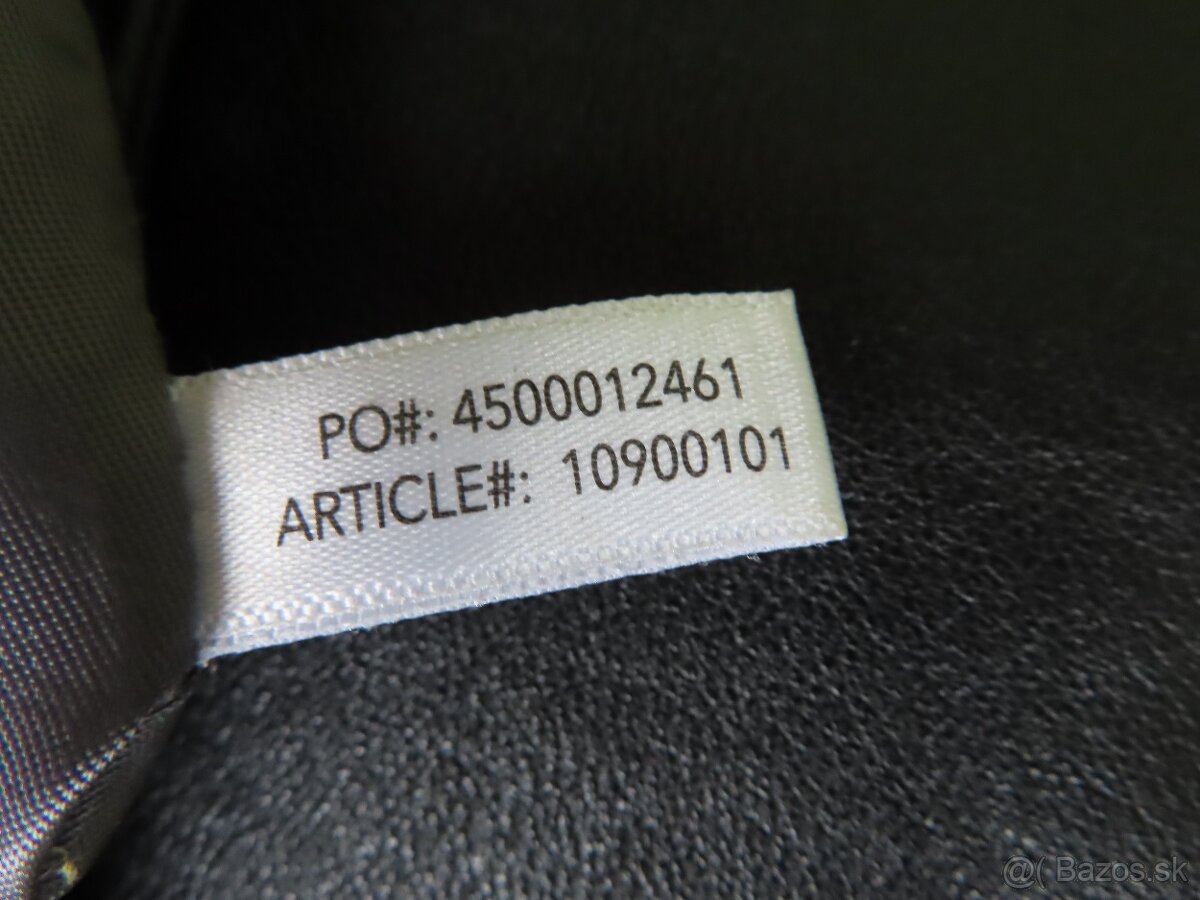 PO#: 4500012461
ARTICLE#: 10900101
@( Bazos.sk